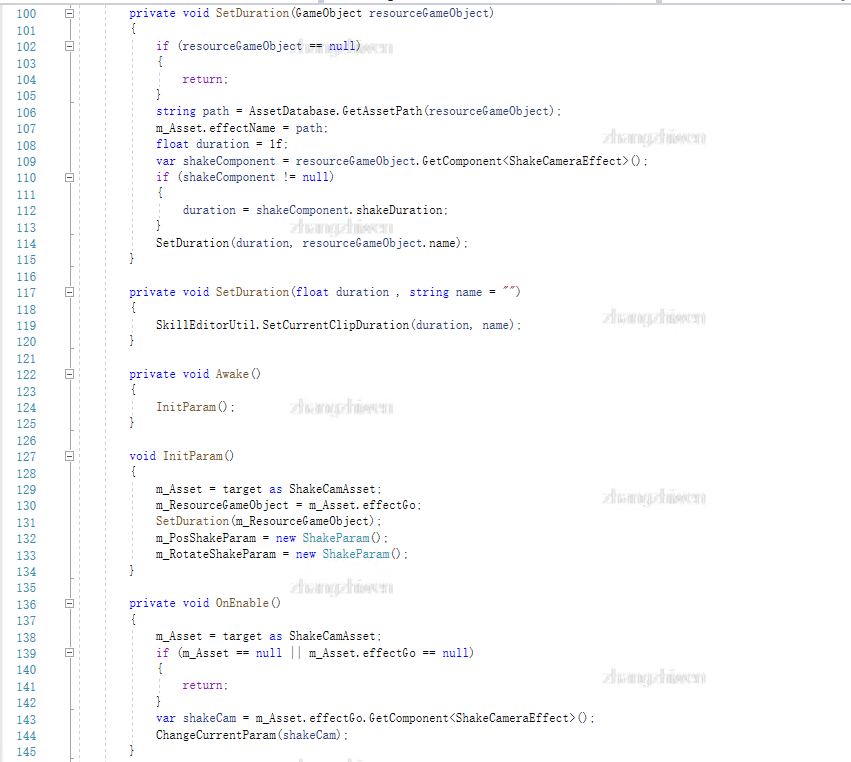 100 private void SetDuration(GameObject resourceGameObject)
101 {
102 if (resourceGameObject == null)
103 {
104 return;
105 }
106 string path = AssetDatabase.GetAssetPath(resourceGameObject);
107 m_Asset.effectName = path;
108 float duration = 1f;
109 var shakeComponent = resourceGameObject.GetComponent<ShakeCameraEffect>();
110 if (shakeComponent != null)
111 {
112 duration = shakeComponent.shakeDuration;
113 }
114 SetDuration(duration, resourceGameObject.name);
115 }
116
117 private void SetDuration(float duration , string name = "")
118 {
119 SkillEditorUtil.SetCurrentClipDuration(duration, name);
120 }
121
122 private void Awake()
123 {
124 InitParam();
125 }
126
127 void InitParam()
128 {
129 m_Asset = target as ShakeCamAsset;
130 m_ResourceGameObject = m_Asset.effectGo;
131 SetDuration(m_ResourceGameObject);
132 m_PosShakeParam = new ShakeParam();
133 m_RotateShakeParam = new ShakeParam();
134 }
135
136 private void OnEnable()
137 {
138 m_Asset = target as ShakeCamAsset;
139 if (m_Asset == null || m_Asset.effectGo == null)
140 {
141 return;
142 }
143 var shakeCam = m_Asset.effectGo.GetComponent<ShakeCameraEffect>();
144 ChangeCurrentParam(shakeCam);
145 }